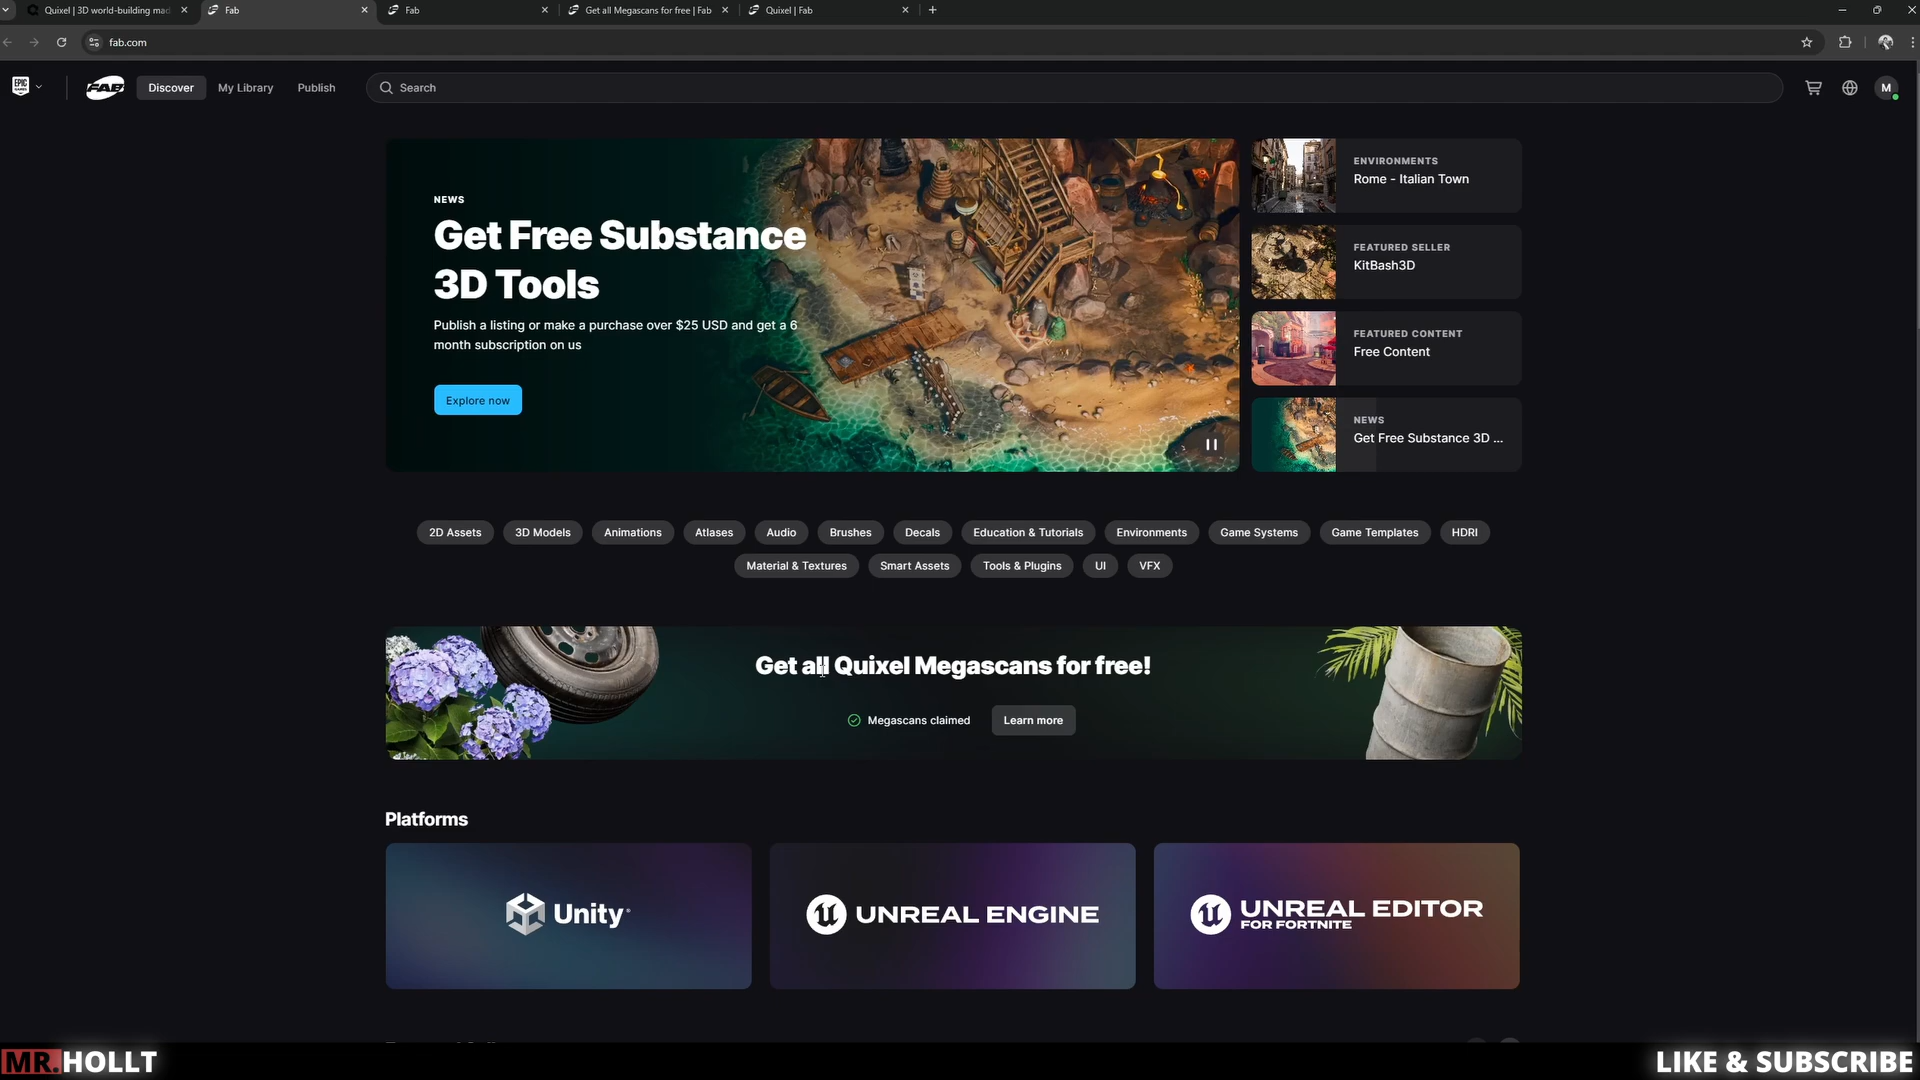 Quixel | 3D world-building mad
Fab
Fab
Get all Megascans for free | Fab
Quixel | Fab
fab.com
EPIC GAMES
FAB
Discover
My Library
Publish
Search
M
NEWS
Get Free Substance
3D Tools
Publish a listing or make a purchase over $25 USD and get a 6
month subscription on us
Explore now
ENVIRONMENTS
Rome - Italian Town
FEATURED SELLER
KitBash3D
FEATURED CONTENT
Free Content
NEWS
Get Free Substance 3D ...
2D Assets
3D Models
Animations
Atlases
Audio
Brushes
Decals
Education & Tutorials
Environments
Game Systems
Game Templates
HDRI
Material & Textures
Smart Assets
Tools & Plugins
UI
VFX
Get all Quixel Megascans for free!
Megascans claimed
Learn more
Platforms
Unity
UNREAL ENGINE
UNREAL EDITOR
FOR FORTNITE
MR.HOLLT
LIKE & SUBSCRIBE